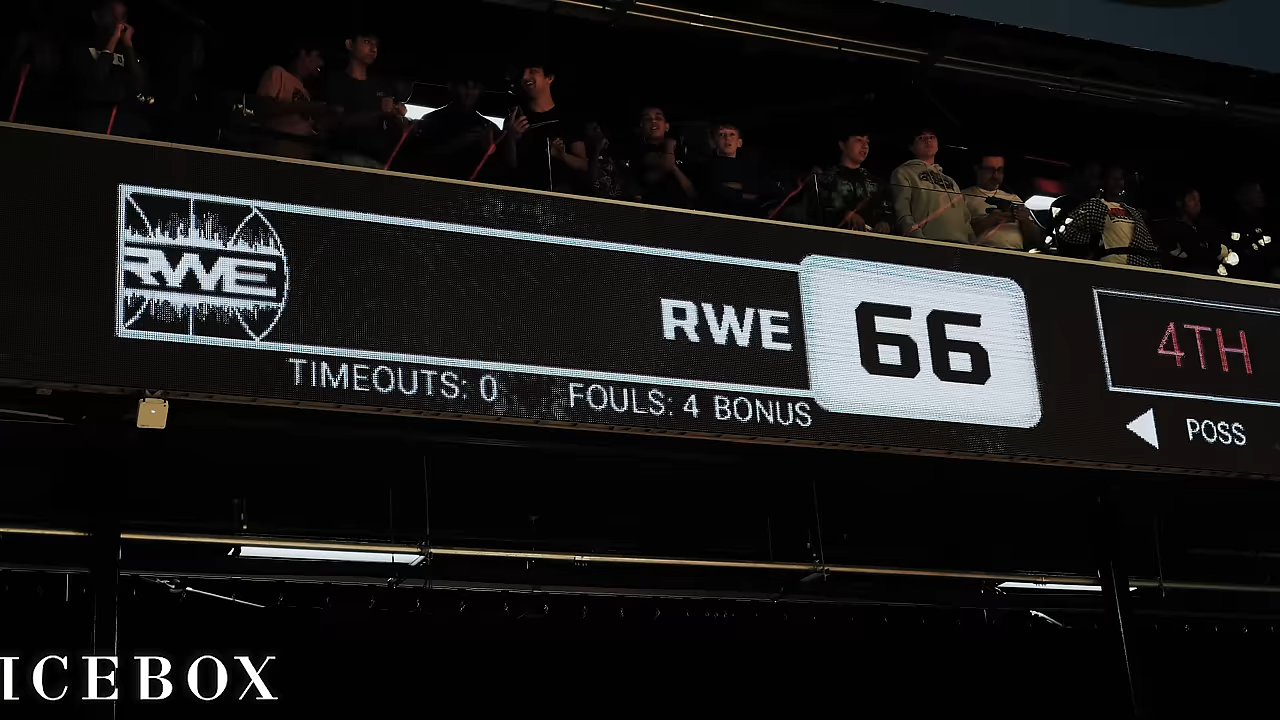 RWE
RWE
66
4TH
TIMEOUTS: 0
FOULS: 4 BONUS
POSS
ICEBOX